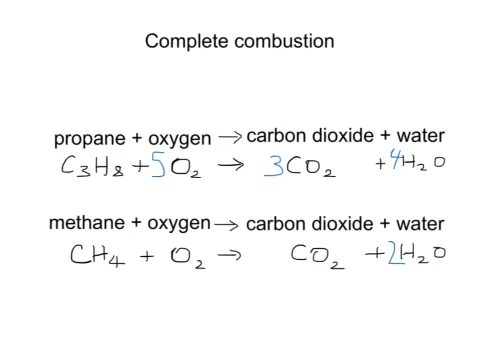 Complete combustion
propane + oxygen → carbon dioxide + water
C₃H₈ + 5O₂ → 3CO₂ + 4H₂O
methane + oxygen → carbon dioxide + water
CH₄ + O₂ → CO₂ + 2H₂O